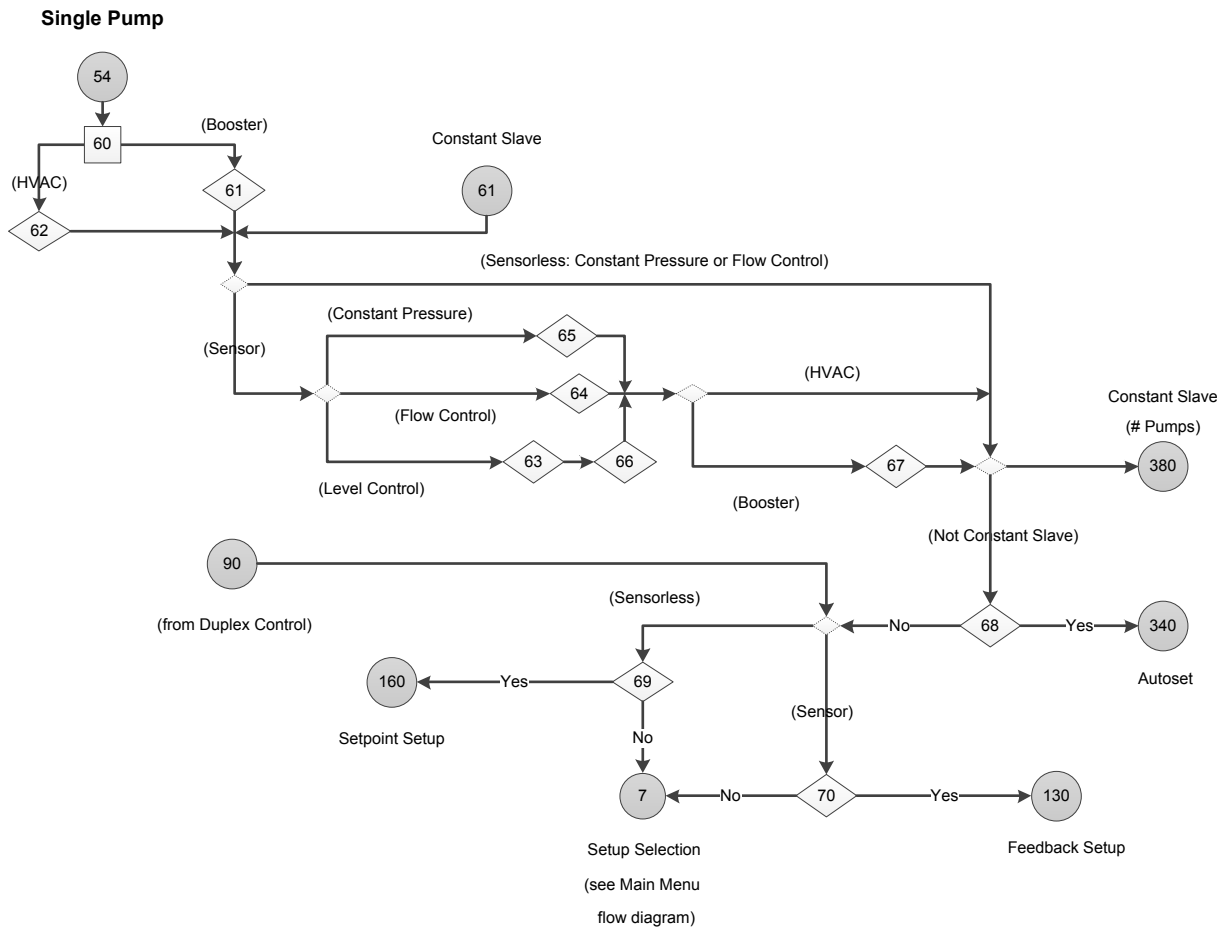 Single Pump
54
(Booster)
60
Constant Slave
(HVAC)
61
61
62
(Sensorless: Constant Pressure or Flow Control)
(Constant Pressure)
65
(Sensor)
(HVAC)
64
(Flow Control)
Constant Slave
(# Pumps)
63
66
67
380
(Level Control)
(Booster)
(Not Constant Slave)
90
(Sensorless)
(from Duplex Control)
No
68
Yes
340
Autoset
160
Yes
69
(Sensor)
Setpoint Setup
No
7
No
70
Yes
130
Setup Selection
Feedback Setup
(see Main Menu
flow diagram)